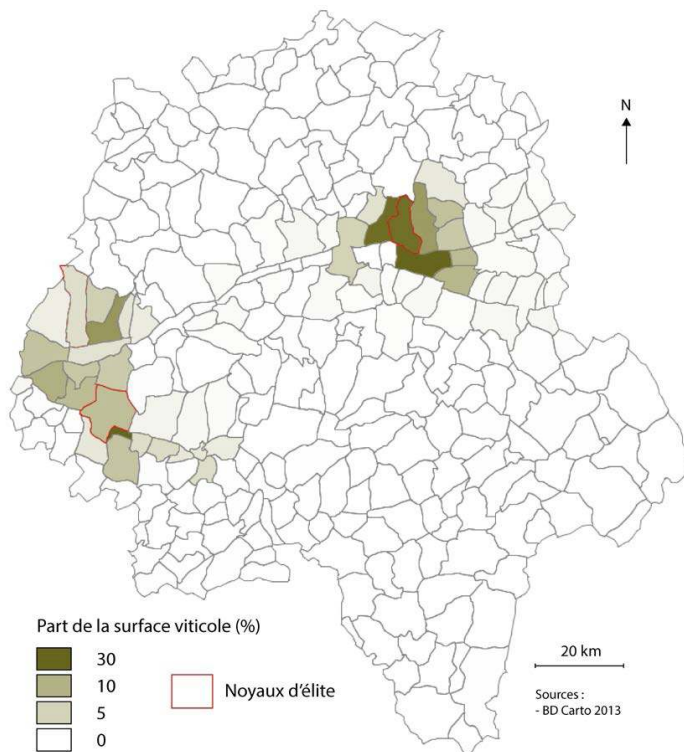 N
Part de la surface viticole (%)
30
10
5
0
Noyaux d'élite
20 km
Sources :
- BD Carto 2013